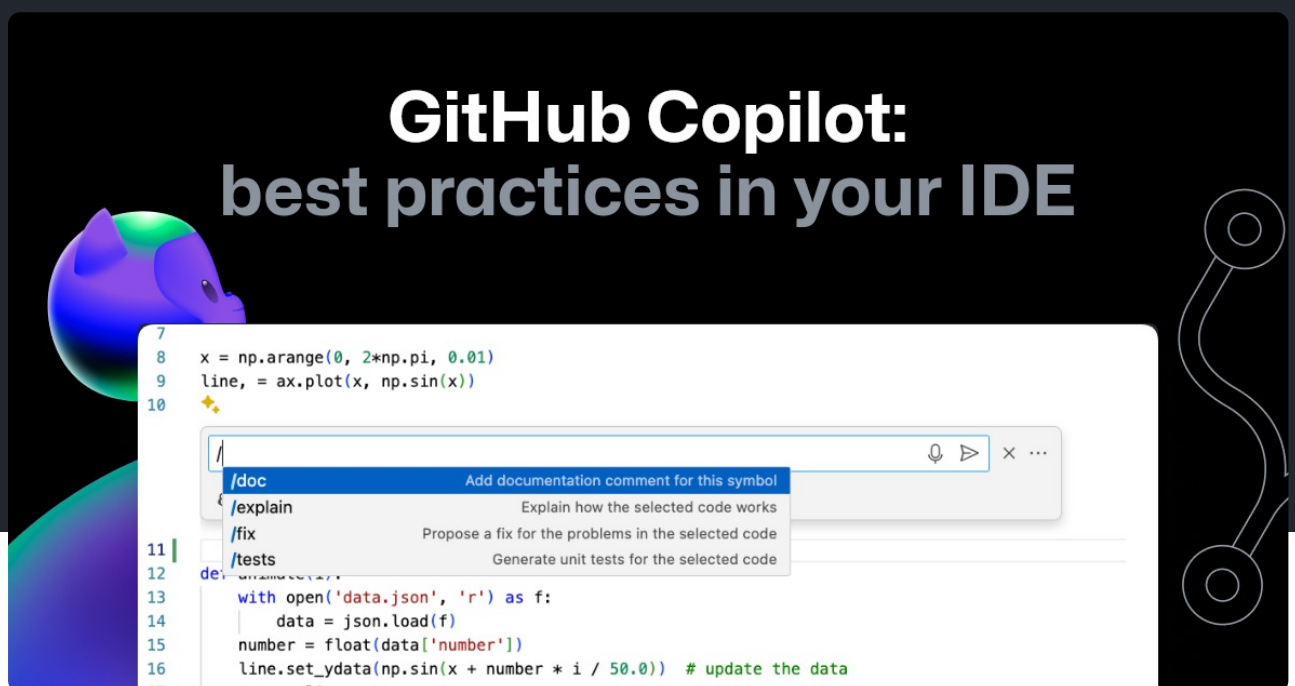 GitHub Copilot:
best practices in your IDE
7
8 x = np.arange(0, 2*np.pi, 0.01)
9 line, = ax.plot(x, np.sin(x))
10
/
/doc Add documentation comment for this symbol
/explain Explain how the selected code works
/fix Propose a fix for the problems in the selected code
/tests Generate unit tests for the selected code
11
12 def animate(i):
13 with open('data.json', 'r') as f:
14 data = json.load(f)
15 number = float(data['number'])
16 line.set_ydata(np.sin(x + number * i / 50.0)) # update the data